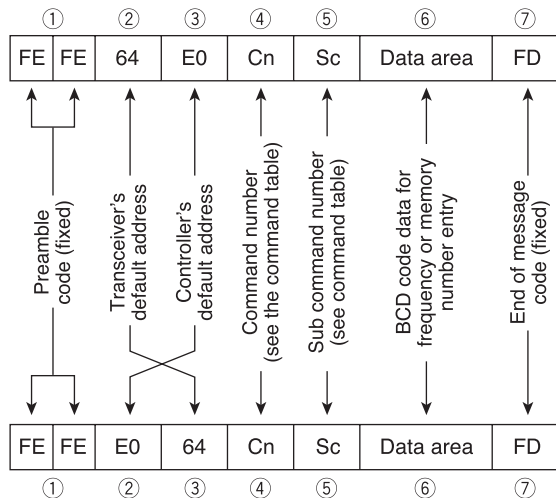 ① ② ③ ④ ⑤ ⑥ ⑦
FE FE 64 E0 Cn Sc Data area FD
Preamble
code (fixed)
Transceiver's
default address
Controller's
default address
Command number
(see the command table)
Sub command number
(see command table)
BCD code data for
frequency or memory
number entry
End of message
code (fixed)
FE FE E0 64 Cn Sc Data area FD
① ② ③ ④ ⑤ ⑥ ⑦